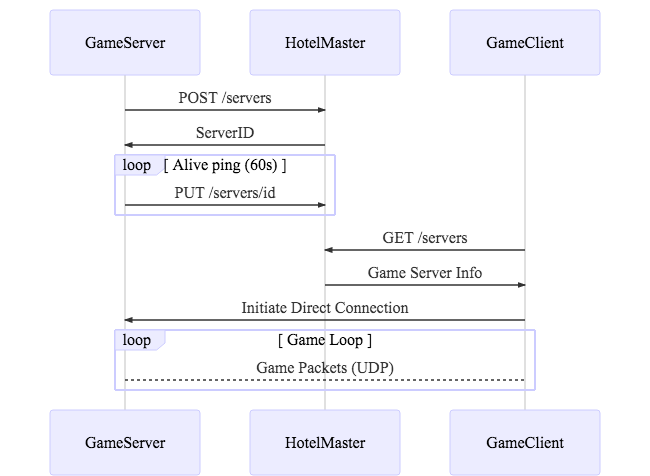 GameServer HotelMaster GameClient
POST /servers
ServerID
loop [ Alive ping (60s) ]
PUT /servers/id
GET /servers
Game Server Info
Initiate Direct Connection
loop [ Game Loop ]
Game Packets (UDP)
GameServer HotelMaster GameClient